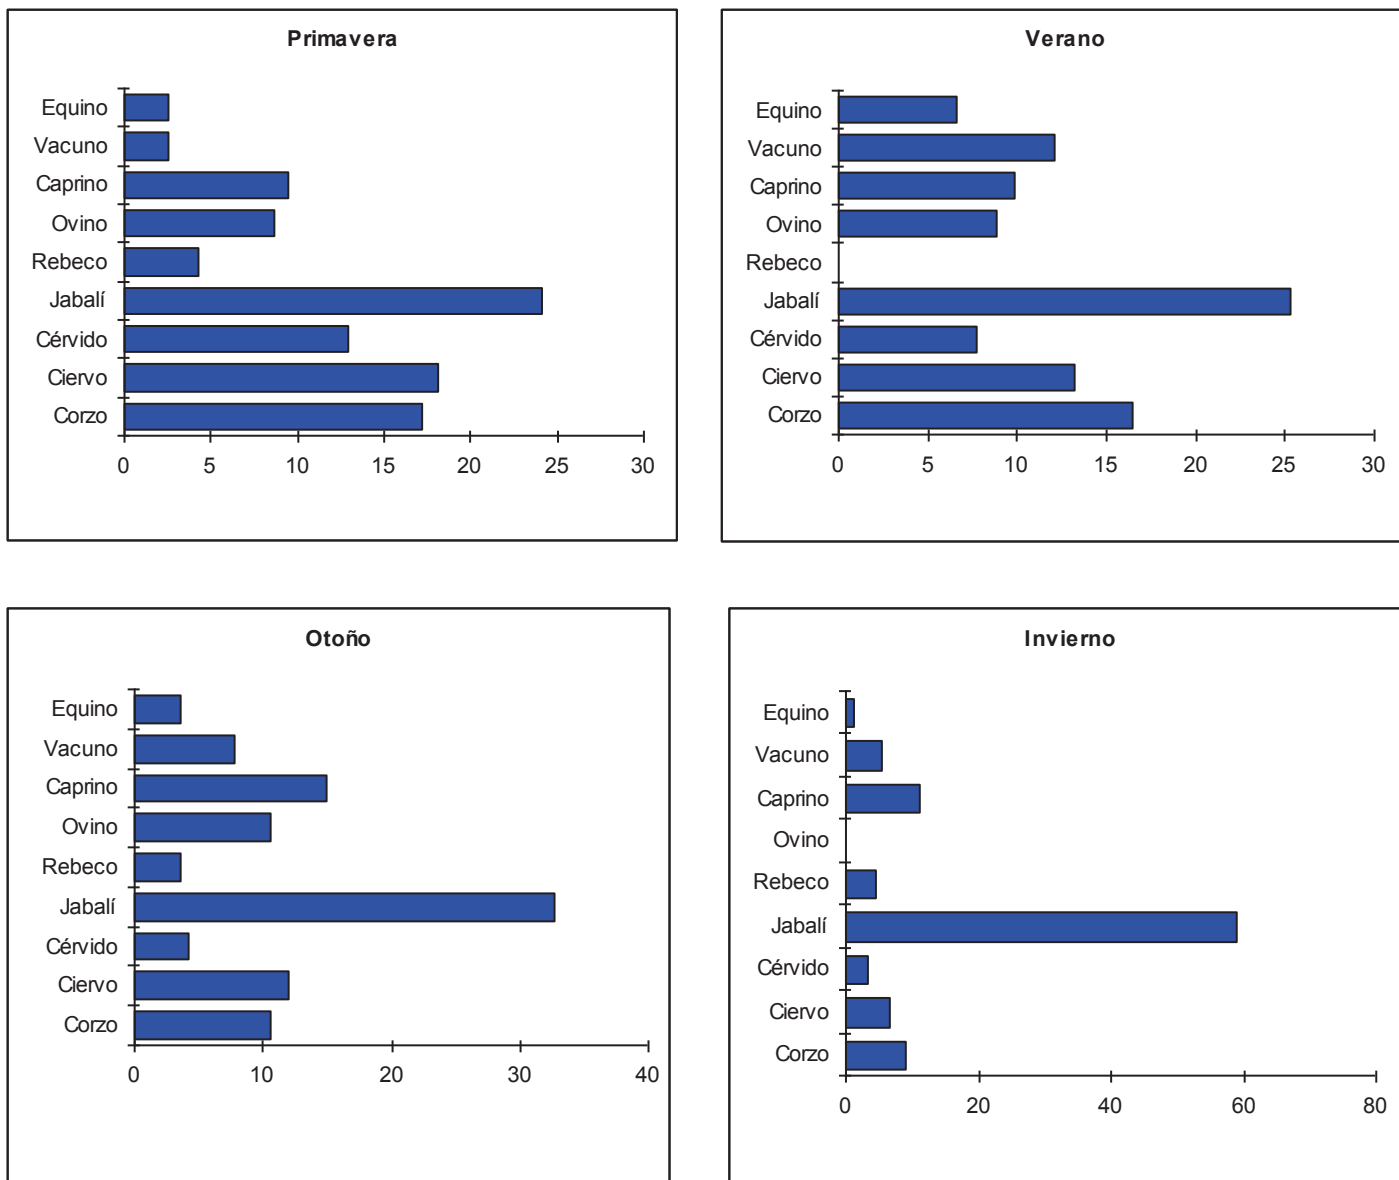 Primavera
Equino
Vacuno
Caprino
Ovino
Rebeco
Jabalí
Cérvido
Ciervo
Corzo
0 5 10 15 20 25 30
Verano
Equino
Vacuno
Caprino
Ovino
Rebeco
Jabalí
Cérvido
Ciervo
Corzo
0 5 10 15 20 25 30
Otoño
Equino
Vacuno
Caprino
Ovino
Rebeco
Jabalí
Cérvido
Ciervo
Corzo
0 10 20 30 40
Invierno
Equino
Vacuno
Caprino
Ovino
Rebeco
Jabalí
Cérvido
Ciervo
Corzo
0 20 40 60 80